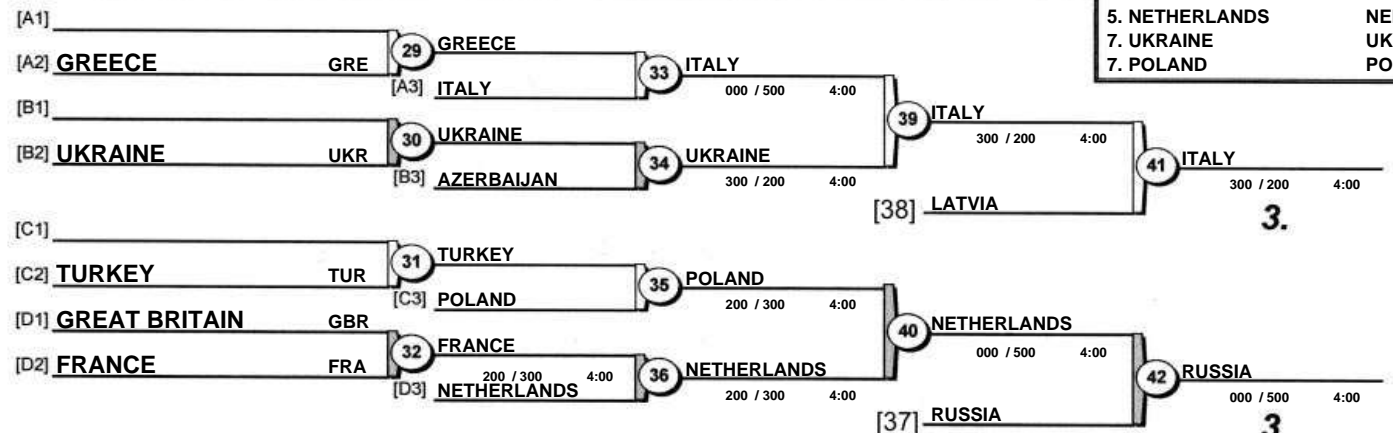 5. NETHERLANDS NE
7. UKRAINE UK
7. POLAND PO
[A1]
[A2] GREECE GRE
29 GREECE
[A3] ITALY
33 ITALY
000 / 500 4:00
[B1]
[B2] UKRAINE UKR
30 UKRAINE
[B3] AZERBAIJAN
34 UKRAINE
300 / 200 4:00
39 ITALY
300 / 200 4:00
[38] LATVIA
41 ITALY
300 / 200 4:00
3.
[C1]
[C2] TURKEY TUR
31 TURKEY
[C3] POLAND
35 POLAND
200 / 300 4:00
[D1] GREAT BRITAIN GBR
[D2] FRANCE FRA
32 FRANCE
200 / 300 4:00
[D3] NETHERLANDS
36 NETHERLANDS
200 / 300 4:00
40 NETHERLANDS
000 / 500 4:00
[37] RUSSIA
42 RUSSIA
000 / 500 4:00
3